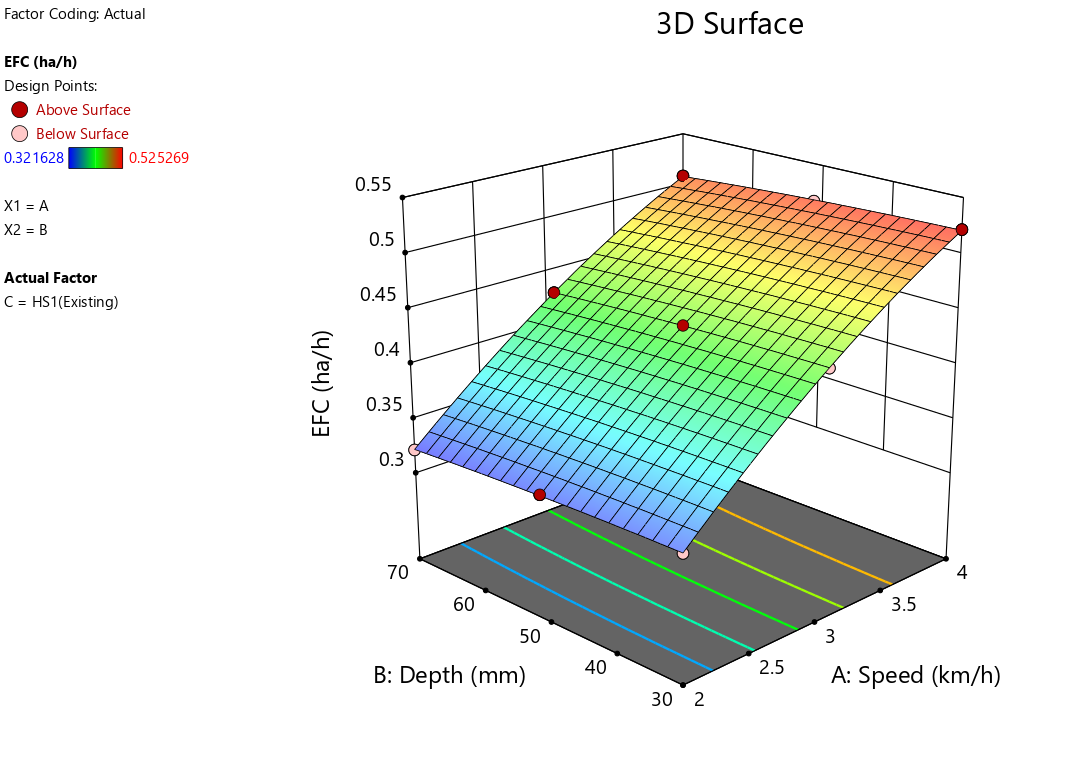 Factor Coding: Actual
3D Surface
EFC (ha/h)
Design Points:
Above Surface
Below Surface
0.321628 0.525269
X1 = A
X2 = B
Actual Factor
C = HS1(Existing)
0.55
0.5
0.45
0.4
0.35
0.3
EFC (ha/h)
70
60
50
40
30
B: Depth (mm)
2
2.5
3
3.5
4
A: Speed (km/h)